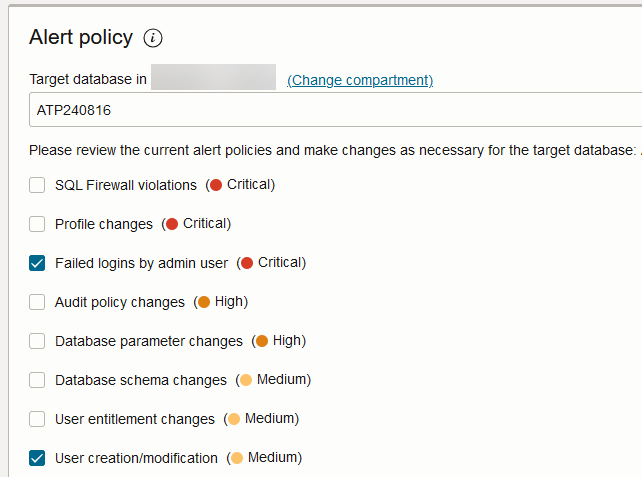 Alert policy i
Target database in (Change compartment)
ATP240816
Please review the current alert policies and make changes as necessary for the target database:
SQL Firewall violations (Critical)
Profile changes (Critical)
Failed logins by admin user (Critical)
Audit policy changes (High)
Database parameter changes (High)
Database schema changes (Medium)
User entitlement changes (Medium)
User creation/modification (Medium)